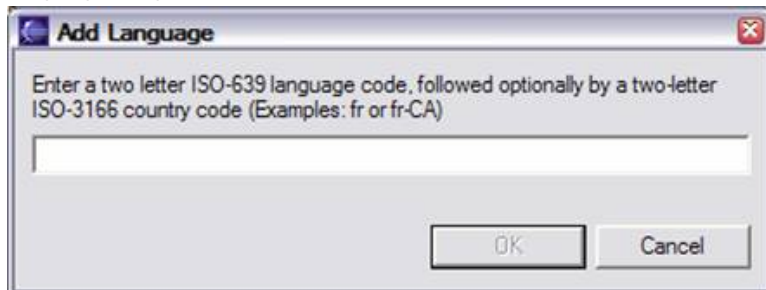 Add Language
Enter a two letter ISO-639 language code, followed optionally by a two-letter
ISO-3166 country code (Examples: fr or fr-CA)
OK
Cancel